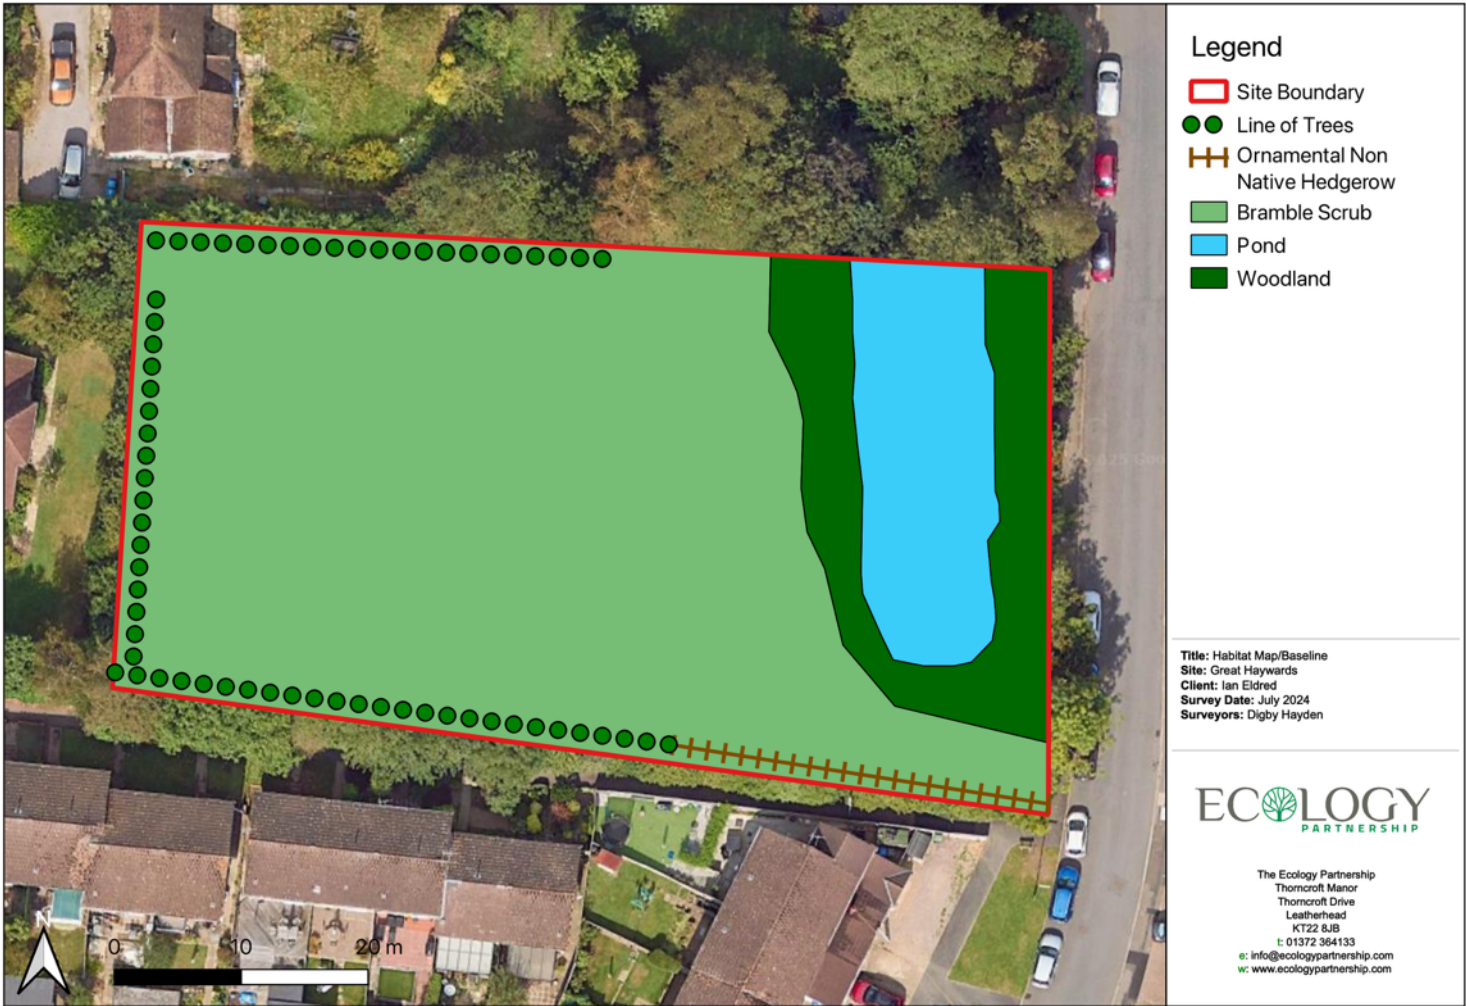 Legend
Site Boundary
Line of Trees
Ornamental Non
Native Hedgerow
Bramble Scrub
Pond
Woodland
Title: Habitat Map/Baseline
Site: Great Haywards
Client: Ian Eldred
Survey Date: July 2024
Surveyors: Digby Hayden
ECOLOGY
PARTNERSHIP
The Ecology Partnership
Thorncroft Manor
Thorncroft Drive
Leatherhead
KT22 8JB
t: 01372 364133
e: info@ecologypartnership.com
w: www.ecologypartnership.com
N
0 10 20 m